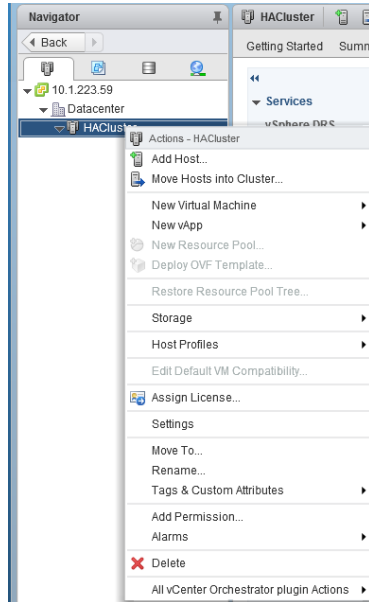 Navigator
HACluster
Back
Getting Started Summ
10.1.223.59
Datacenter
HACluster
Services
vSphere DRS
Actions - HACluster
Add Host...
Move Hosts into Cluster...
New Virtual Machine
New vApp
New Resource Pool...
Deploy OVF Template...
Restore Resource Pool Tree...
Storage
Host Profiles
Edit Default VM Compatibility...
Assign License...
Settings
Move To...
Rename...
Tags & Custom Attributes
Add Permission...
Alarms
Delete
All vCenter Orchestrator plugin Actions